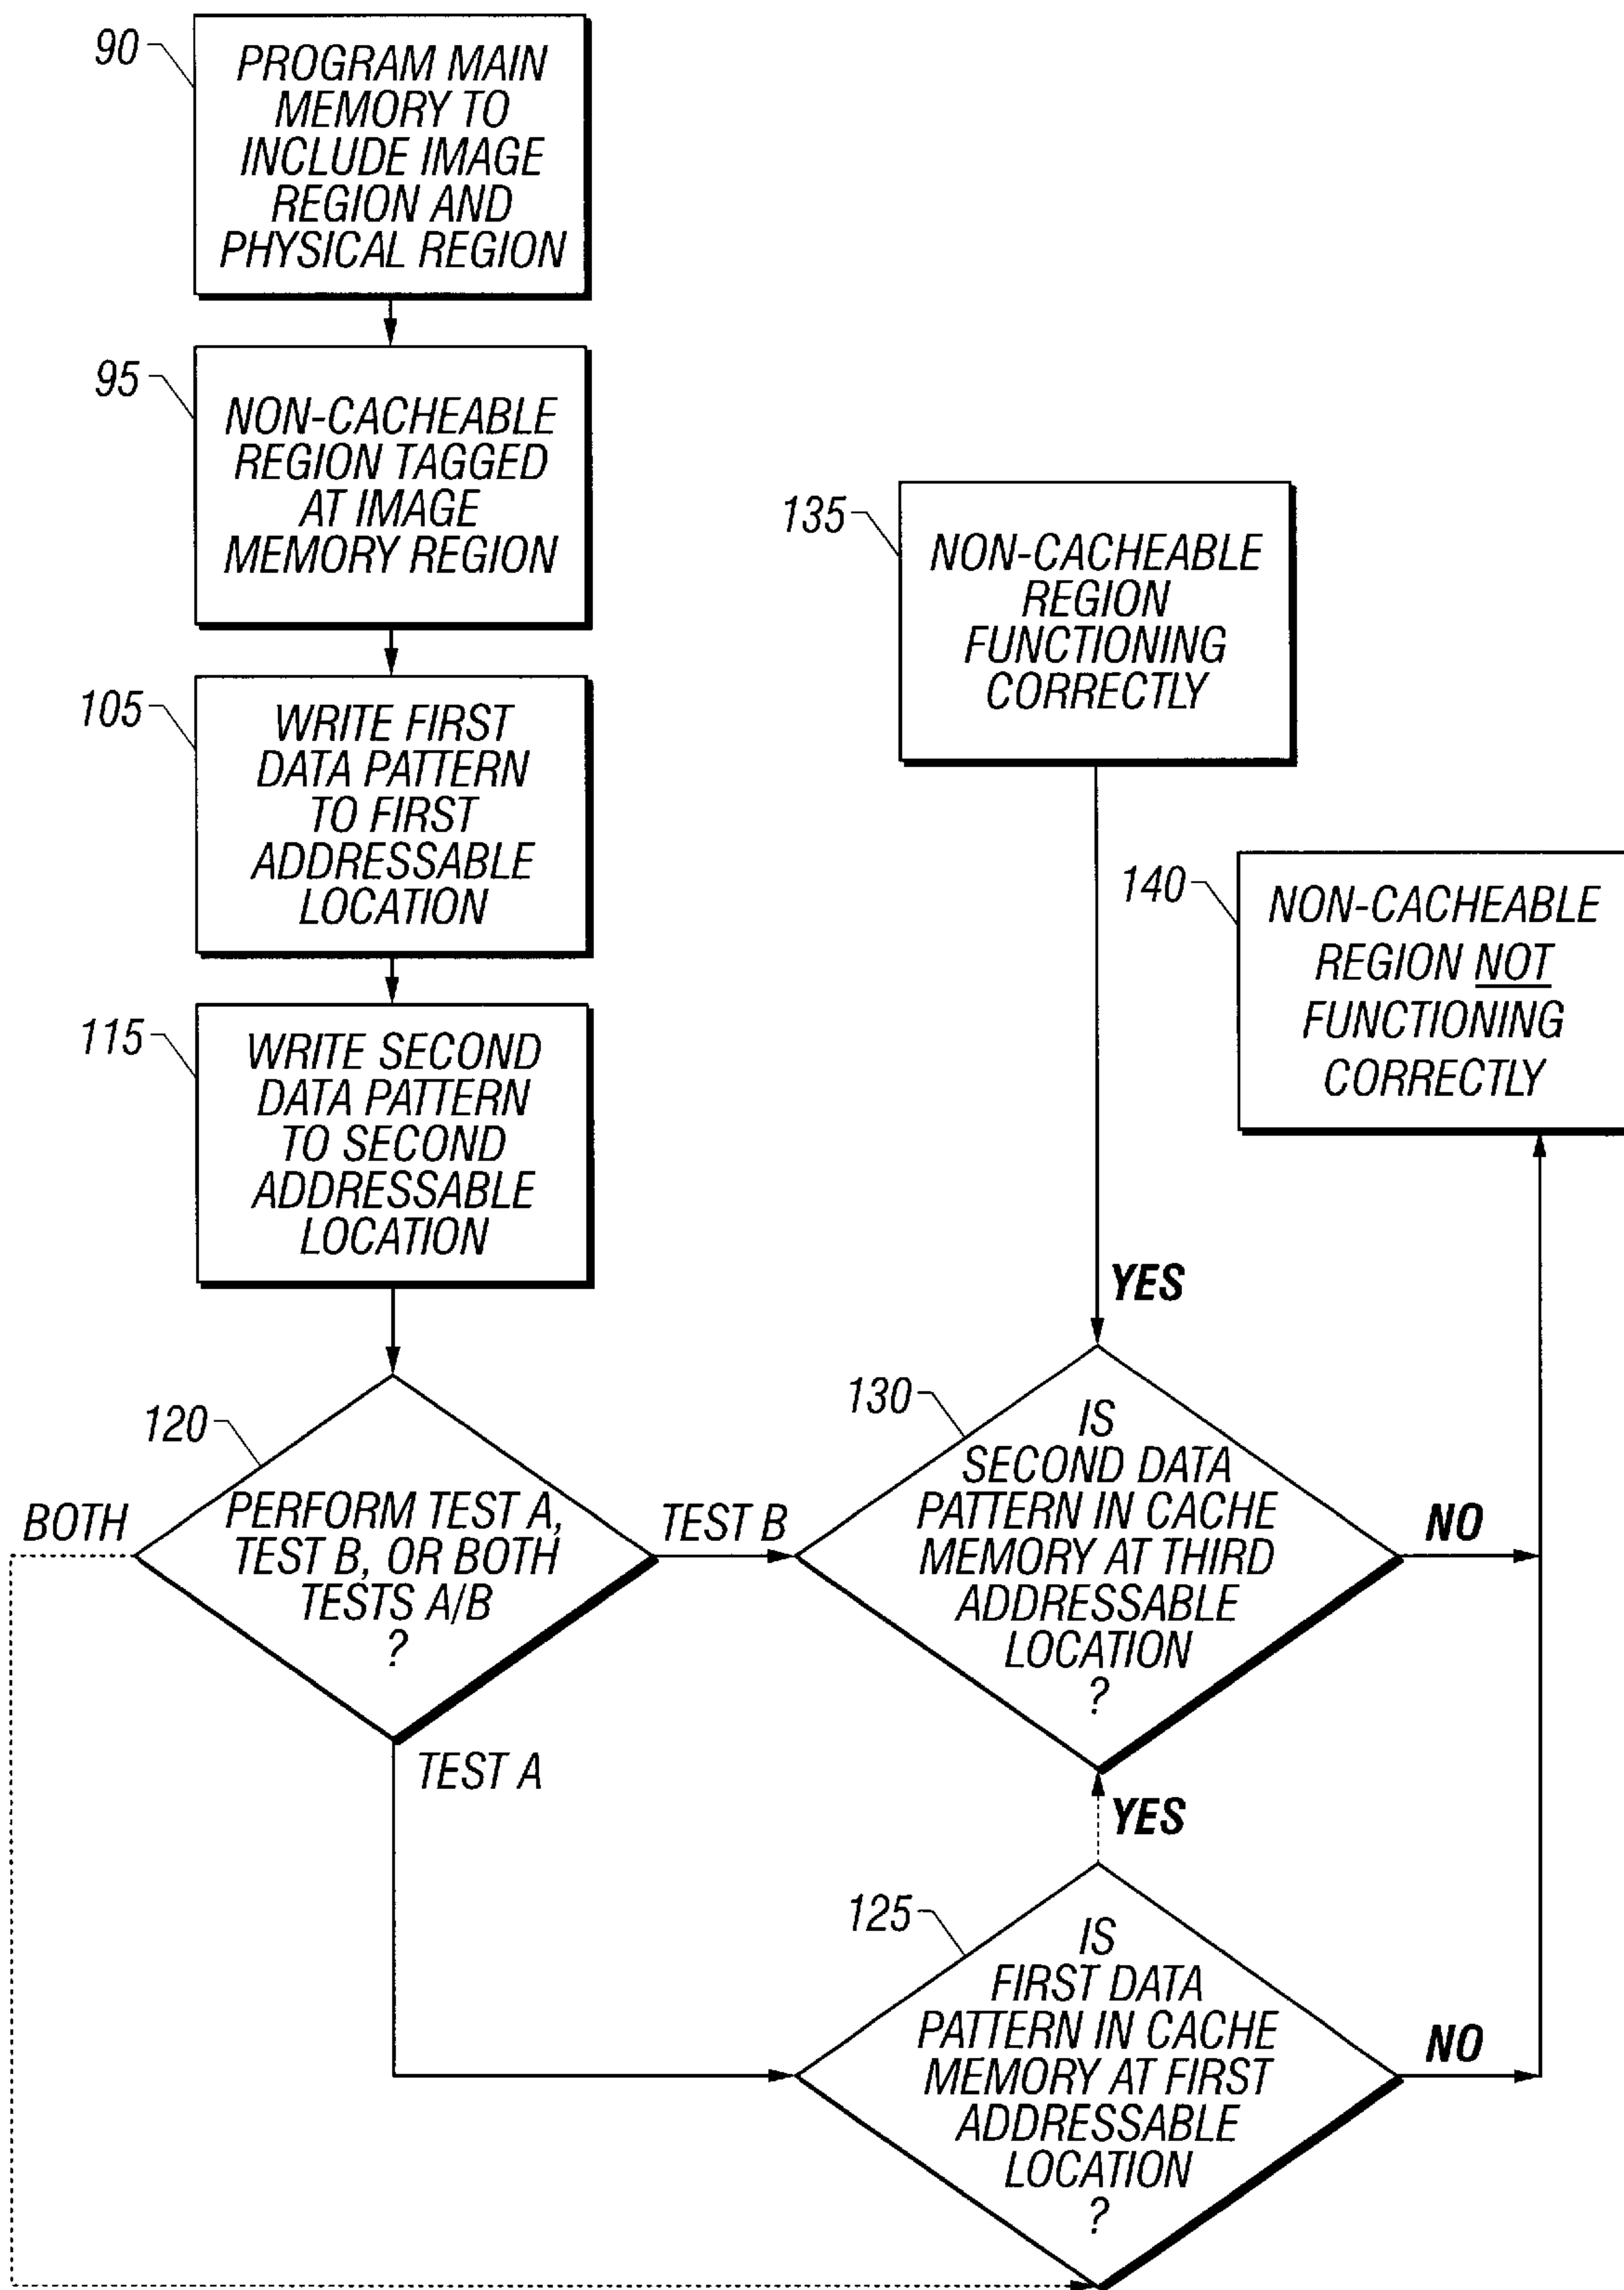 90
PROGRAM MAIN
MEMORY TO
INCLUDE IMAGE
REGION AND
PHYSICAL REGION
95
NON-CACHEABLE
REGION TAGGED
AT IMAGE
MEMORY REGION
105
WRITE FIRST
DATA PATTERN
TO FIRST
ADDRESSABLE
LOCATION
115
WRITE SECOND
DATA PATTERN
TO SECOND
ADDRESSABLE
LOCATION
120
PERFORM TEST A,
TEST B, OR BOTH
TESTS A/B
?
BOTH
TEST B
TEST A
135
NON-CACHEABLE
REGION
FUNCTIONING
CORRECTLY
140
NON-CACHEABLE
REGION NOT
FUNCTIONING
CORRECTLY
YES
130
IS
SECOND DATA
PATTERN IN CACHE
MEMORY AT THIRD
ADDRESSABLE
LOCATION
?
NO
YES
125
IS
FIRST DATA
PATTERN IN CACHE
MEMORY AT FIRST
ADDRESSABLE
LOCATION
?
NO